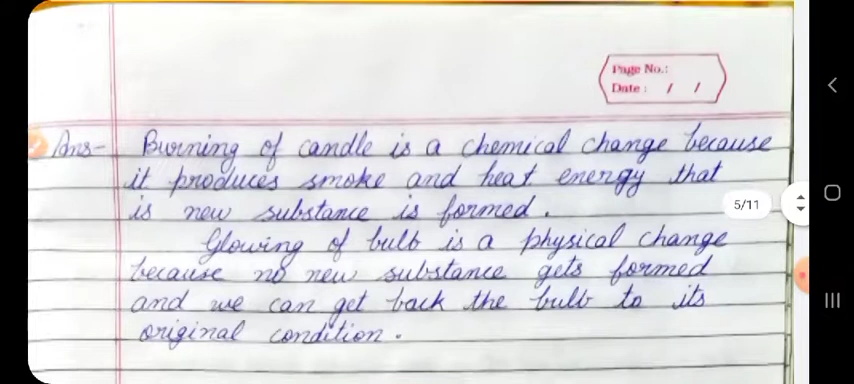 Page No.:
Date : / /
Ans- Burning of candle is a chemical change because
it produces smoke and heat energy that
is new substance is formed.
5/11
Glowing of bulb is a physical change
because no new substance gets formed
and we can get back the bulb to its
original condition.